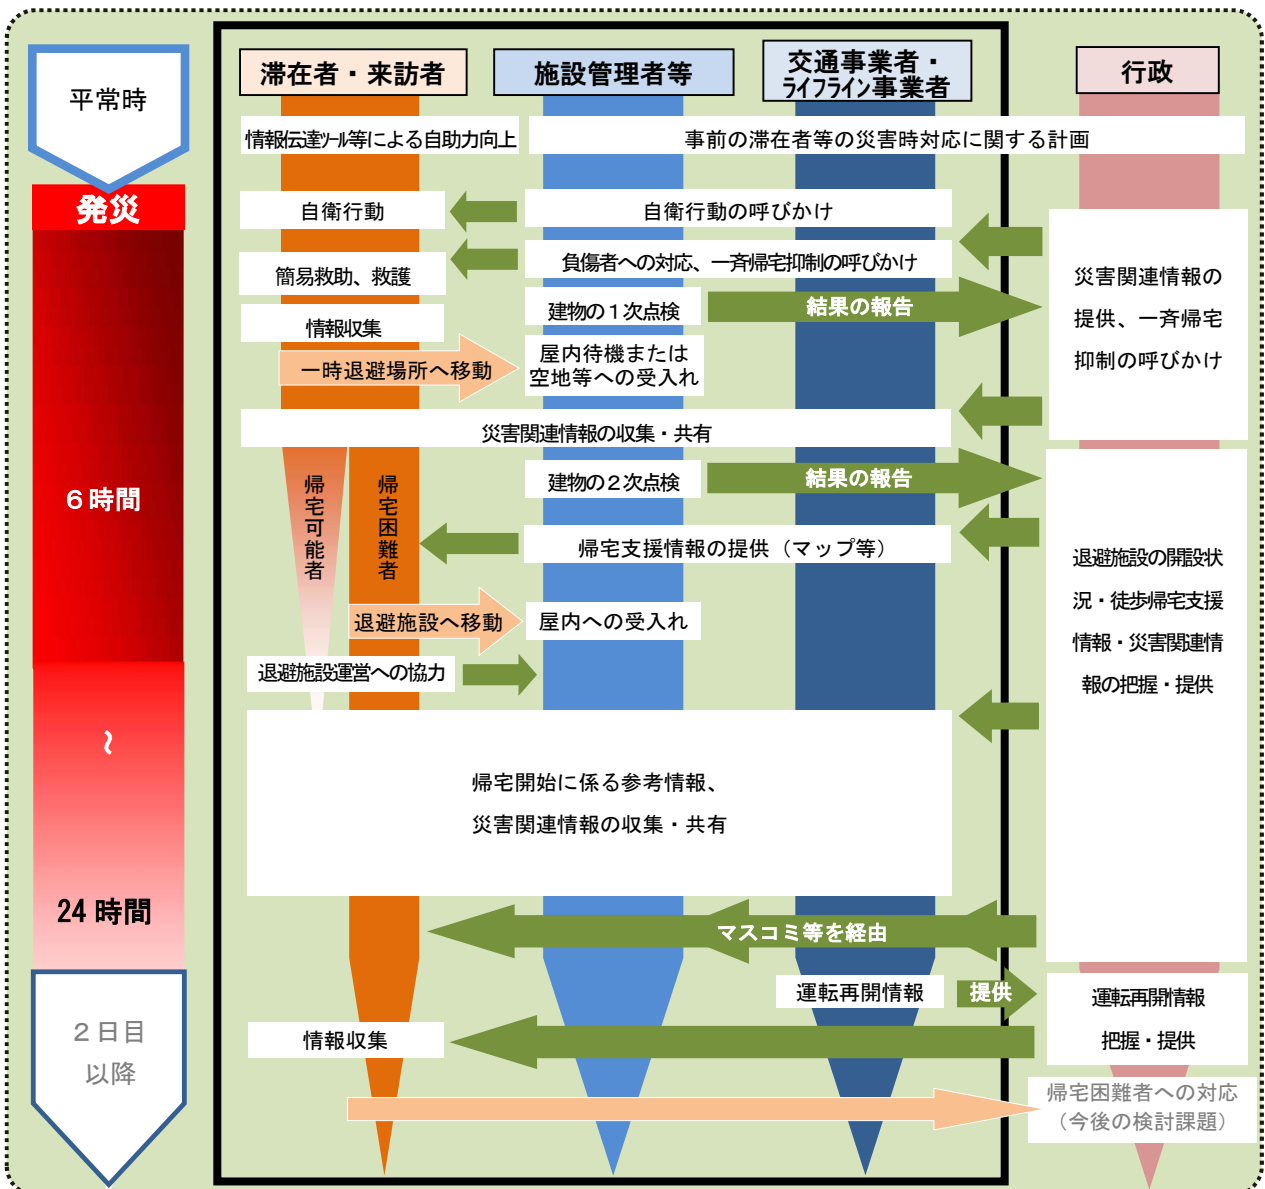 平常時
滞在者・来訪者
施設管理者等
交通事業者・
ライフライン事業者
行政
情報伝達ツール等による自助力向上
事前の滞在者等の災害時対応に関する計画
発災
自衛行動
自衛行動の呼びかけ
簡易救助、救護
負傷者への対応、一斉帰宅抑制の呼びかけ
災害関連情報の
提供、一斉帰宅
抑制の呼びかけ
情報収集
建物の1次点検
結果の報告
一時退避場所へ移動
屋内待機または
空地等への受入れ
災害関連情報の収集・共有
6時間
帰宅可能者
帰宅困難者
建物の2次点検
結果の報告
帰宅支援情報の提供(マップ等)
退避施設の開設状
況・徒歩帰宅支援
情報・災害関連情
報の把握・提供
退避施設へ移動
屋内への受入れ
退避施設運営への協力
~
帰宅開始に係る参考情報、
災害関連情報の収集・共有
24時間
マスコミ等を経由
運転再開情報
提供
運転再開情報
把握・提供
2日目
以降
情報収集
帰宅困難者への対応
(今後の検討課題)